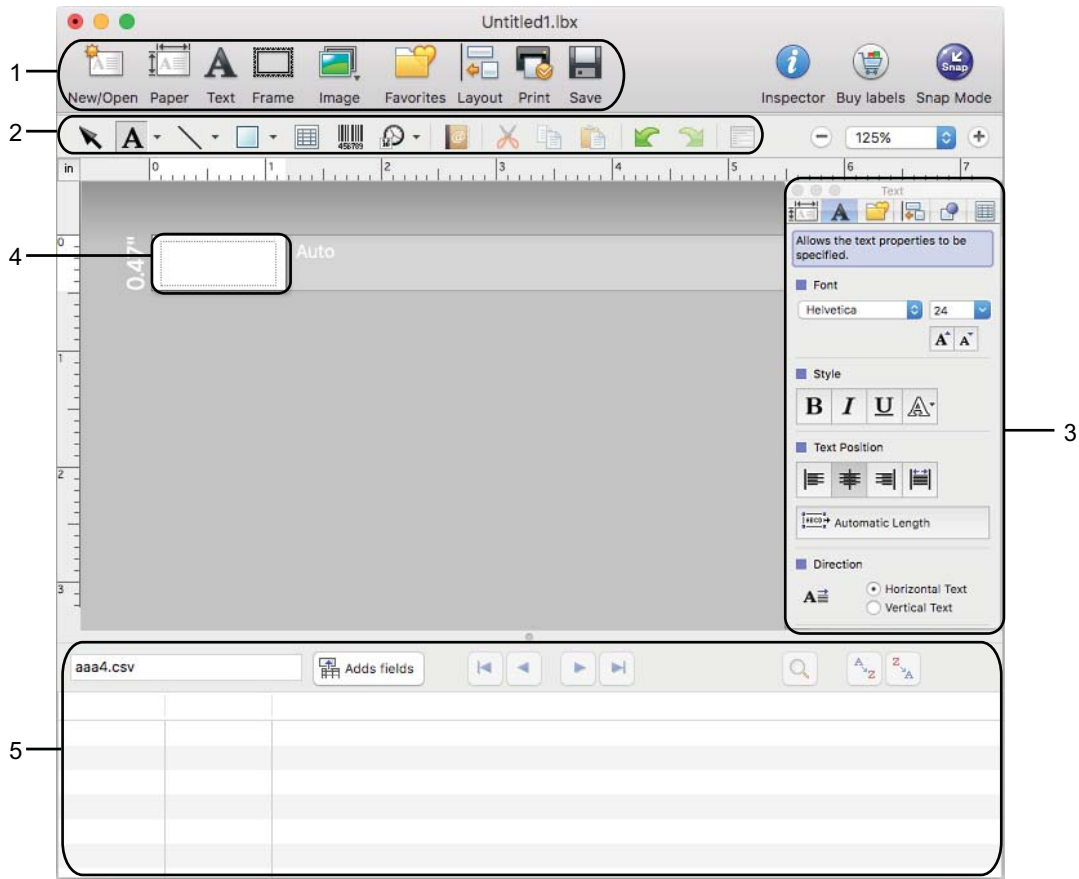 Untitled1.lbx
1
New/Open Paper Text Frame Image Favorites Layout Print Save
Inspector Buy labels Snap Mode
Snap
2
A
456789
125%
in
0 1 2 3 4 5 6 7
Text
A
Allows the text properties to be specified.
4
0.47"
Auto
Font
Helvetica 24
A A
Style
B I U A
3
Text Position
ABCD
Automatic Length
Direction
A
Horizontal Text
Vertical Text
0
1
2
3
aaa4.csv
Adds fields
A Z
Z A
5